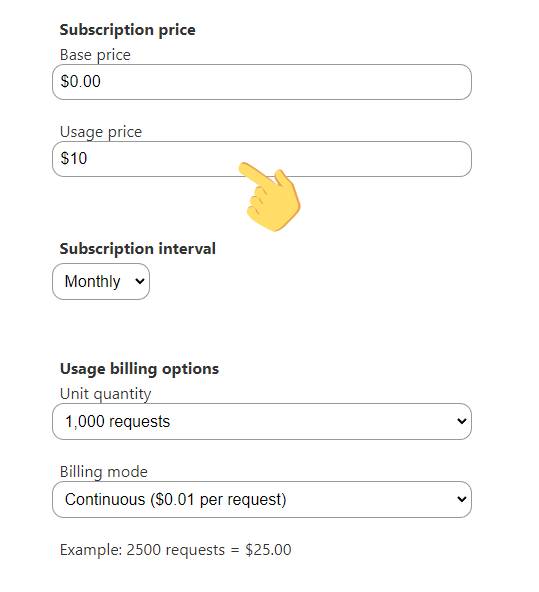 Subscription price
Base price
$0.00
Usage price
$10
Subscription interval
Monthly
Usage billing options
Unit quantity
1,000 requests
Billing mode
Continuous ($0.01 per request)
Example: 2500 requests = $25.00